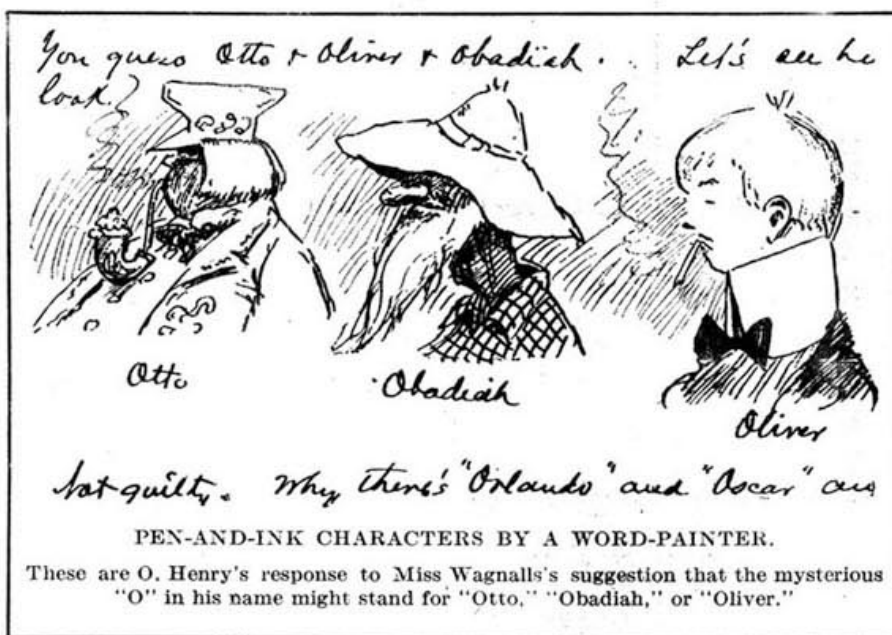 You guess Otto & Oliver & Obadiah. Let's see he
look.
Otto
Obadiah
Oliver
Not guilty. Why, there's "Orlando" and "Oscar" and
PEN-AND-INK CHARACTERS BY A WORD-PAINTER.
These are O. Henry's response to Miss Wagnalls's suggestion that the mysterious
"O" in his name might stand for "Otto," "Obadiah," or "Oliver."